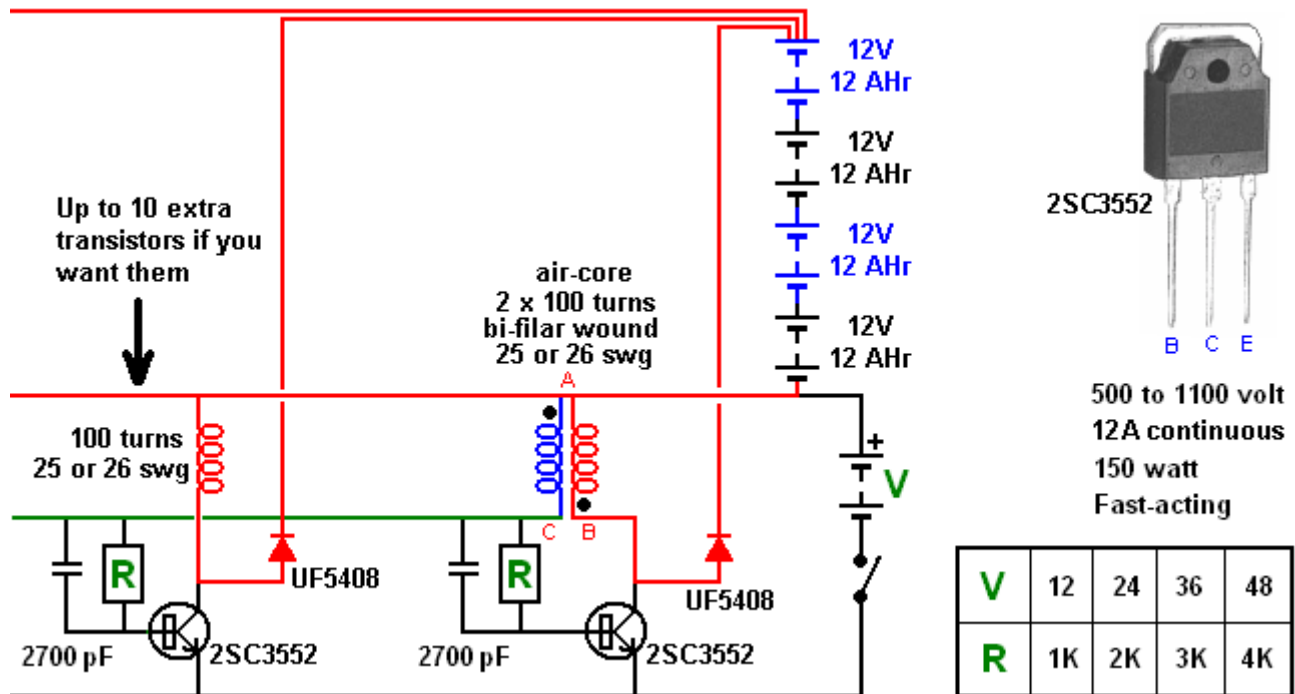 12V
12 AHr
12V
12 AHr
12V
12 AHr
12V
12 AHr
Up to 10 extra
transistors if you
want them
air-core
2 x 100 turns
bi-filar wound
25 or 26 swg
A
100 turns
25 or 26 swg
C
B
+
V
R
UF5408
2700 pF
2SC3552
R
UF5408
2700 pF
2SC3552
2SC3552
B C E
500 to 1100 volt
12A continuous
150 watt
Fast-acting
V 12 24 36 48
R 1K 2K 3K 4K